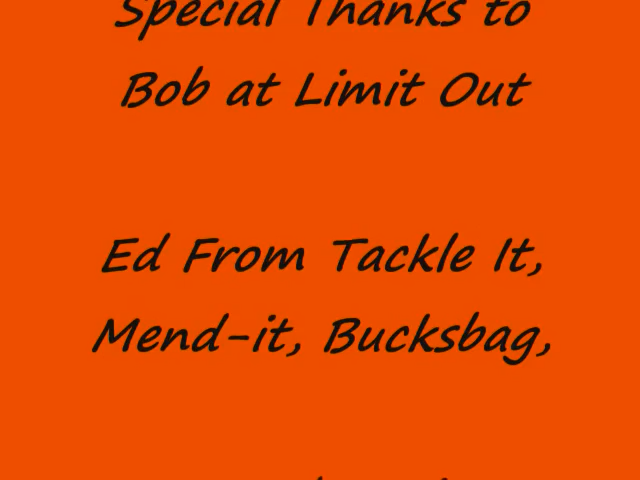 Special Thanks to
Bob at Limit Out
Ed From Tackle It,
Mend-it, Bucksbag,